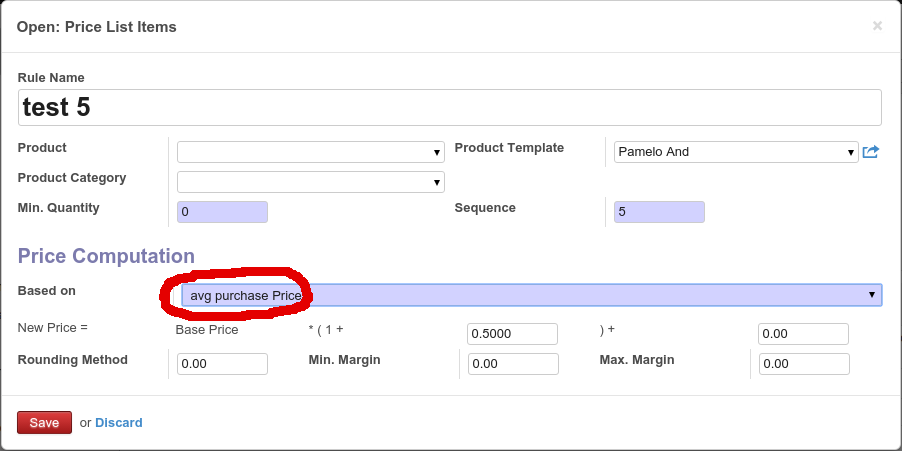 Open: Price List Items ×
Rule Name
test 5
Product Product Template Pamelo And
Product Category
Min. Quantity 0 Sequence 5
Price Computation
Based on avg purchase Price
New Price = Base Price * ( 1 + 0.5000 ) + 0.00
Rounding Method 0.00 Min. Margin 0.00 Max. Margin 0.00
Save or Discard